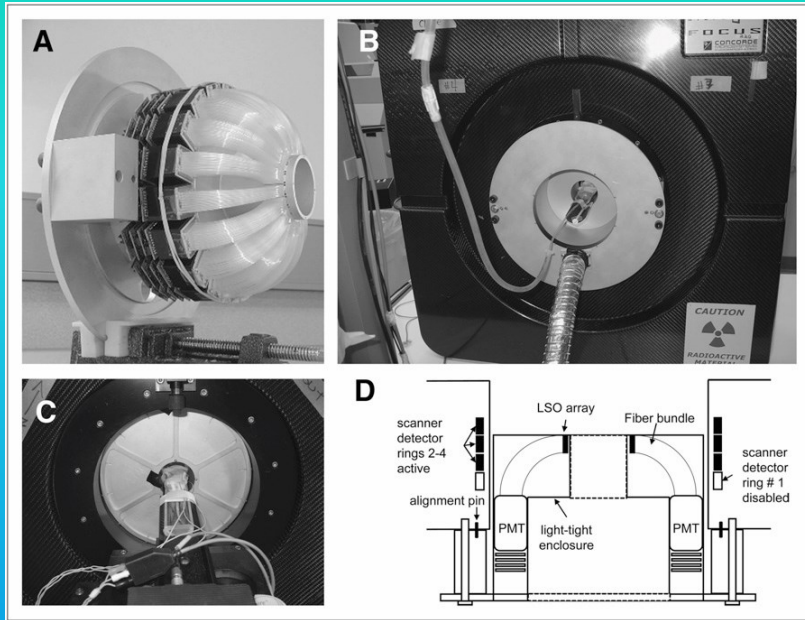 A
B
FOCUS
CONCORDE
CAUTION
RADIOACTIVE
MATERIAL
C
D
LSO array
Fiber bundle
scanner
detector
rings 2-4
active
scanner
detector
ring # 1
disabled
alignment pin
PMT
light-tight
enclosure
PMT